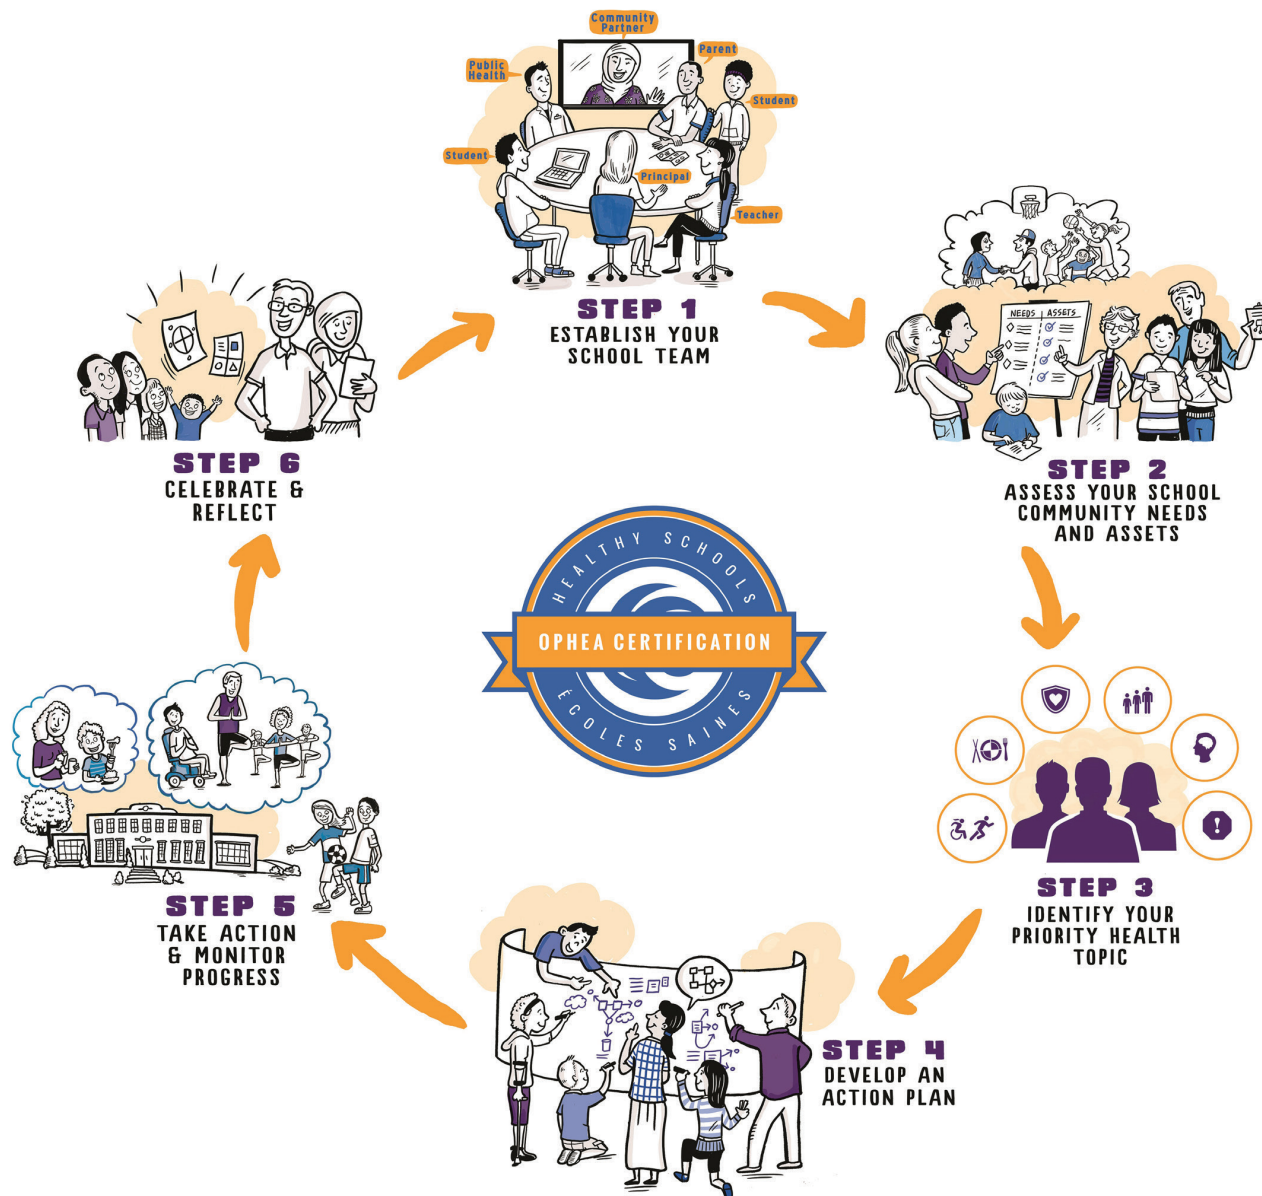 Community
Partner
Public
Health
Parent
Student
Student
Principal
Teacher
STEP 1
ESTABLISH YOUR
SCHOOL TEAM
NEEDS ASSETS
STEP 2
ASSESS YOUR SCHOOL
COMMUNITY NEEDS
AND ASSETS
STEP 3
IDENTIFY YOUR
PRIORITY HEALTH
TOPIC
STEP 4
DEVELOP AN
ACTION PLAN
STEP 5
TAKE ACTION
& MONITOR
PROGRESS
STEP 6
CELEBRATE &
REFLECT
HEALTHY SCHOOLS
OPHEA CERTIFICATION
ÉCOLES SAINES